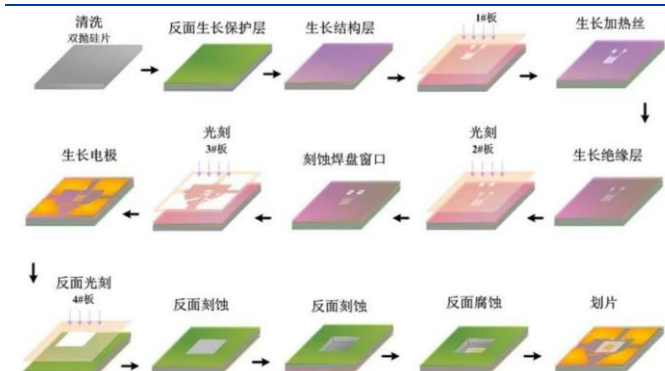 清洗
双抛硅片
反面生长保护层
生长结构层
1#板
生长加热丝
生长电极
光刻
3#板
刻蚀焊盘窗口
光刻
2#板
生长绝缘层
反面光刻
4#板
反面刻蚀
反面刻蚀
反面腐蚀
划片